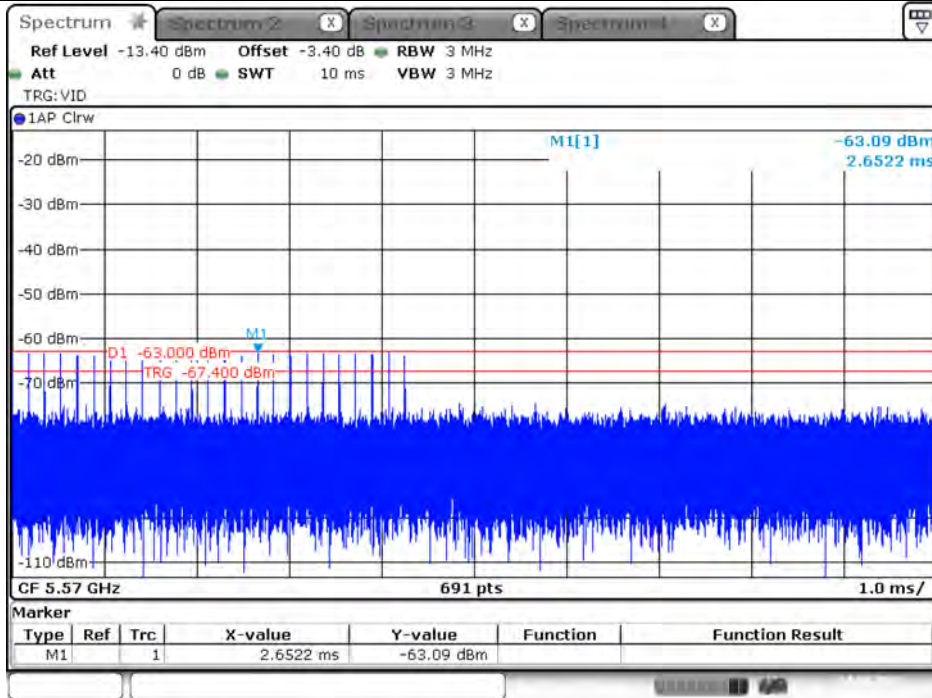 Spectrum
Spectrum 2 X
Spectrum 3 X
Spectrum 4 X
Ref Level -13.40 dBm Offset -3.40 dB RBW 3 MHz
Att 0 dB SWT 10 ms VBW 3 MHz
TRG:VID
1AP Clrw
M1[1] -63.09 dBm
2.6522 ms
-20 dBm
-30 dBm
-40 dBm
-50 dBm
-60 dBm
M1
D1 -63.000 dBm
TRG -67.400 dBm
-70 dBm
-110 dBm
CF 5.57 GHz 691 pts 1.0 ms/
Marker
Type Ref Trc X-value Y-value Function Function Result
M1 1 2.6522 ms -63.09 dBm